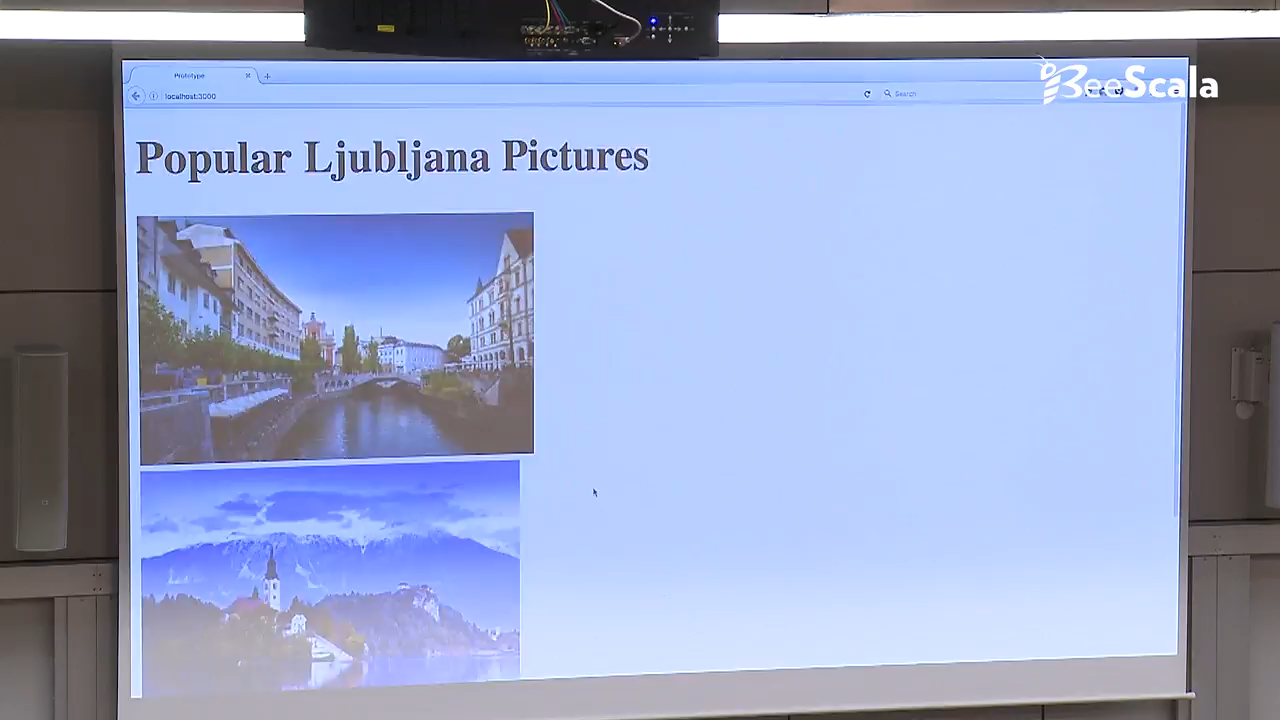 BeeScala
Prototype
localhost:3000
Search
Popular Ljubljana Pictures